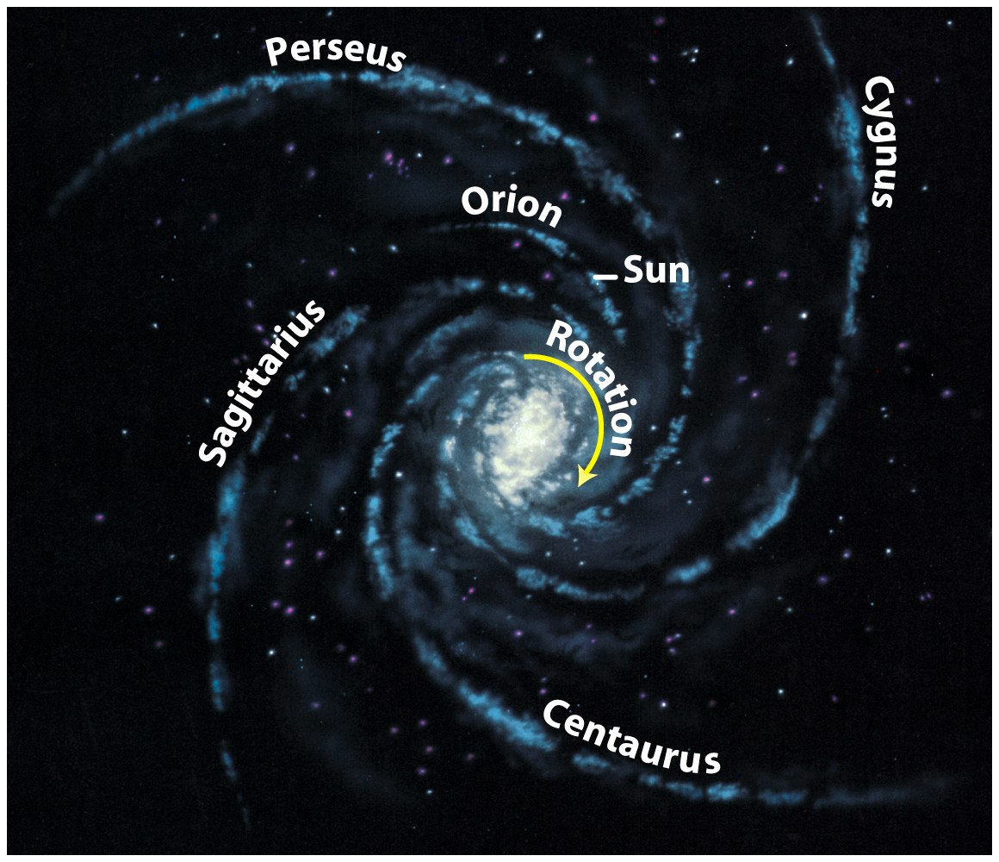 Perseus
Cygnus
Orion
Sun
Sagittarius
Rotation
Centaurus